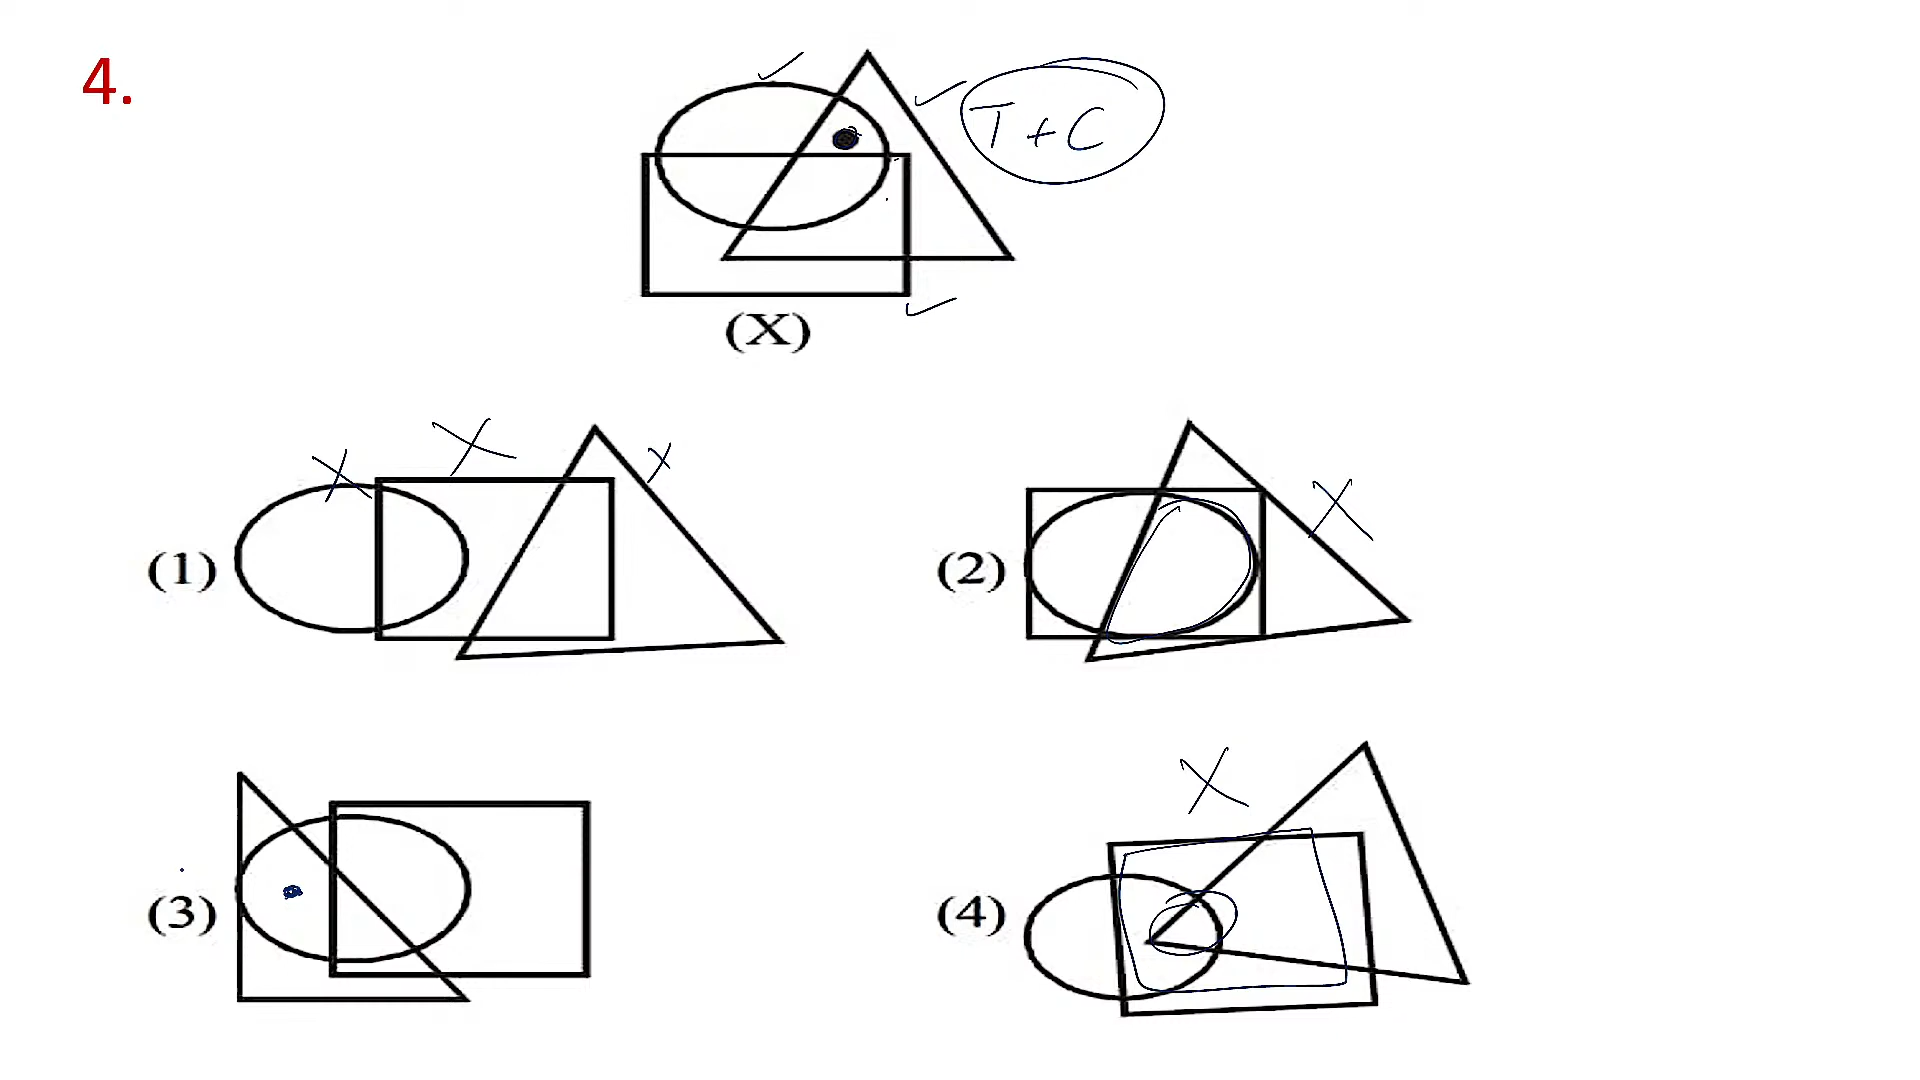 4.
T+C
(X)
(1)
(2)
(3)
(4)